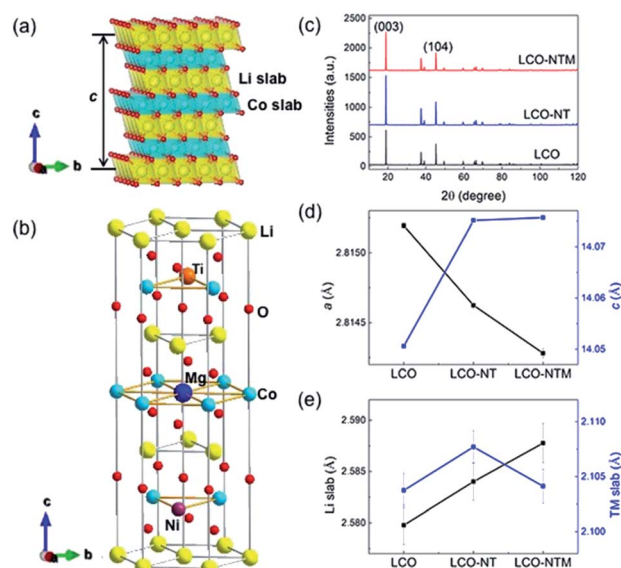 (a)
Li slab
Co slab
c
c
a
b
(b)
Li
Ti
O
Mg
Co
Ni
c
a
b
(c)
2500
2000
1500
1000
500
0
Intensities (a.u.)
(003)
(104)
LCO-NTM
LCO-NT
LCO
20 40 60 80 100 120
2θ (degree)
(d)
2.8150
2.8145
a (Å)
14.07
14.06
14.05
c (Å)
LCO LCO-NT LCO-NTM
(e)
2.590
2.585
2.580
Li slab (Å)
2.110
2.105
2.100
TM slab (Å)
LCO LCO-NT LCO-NTM